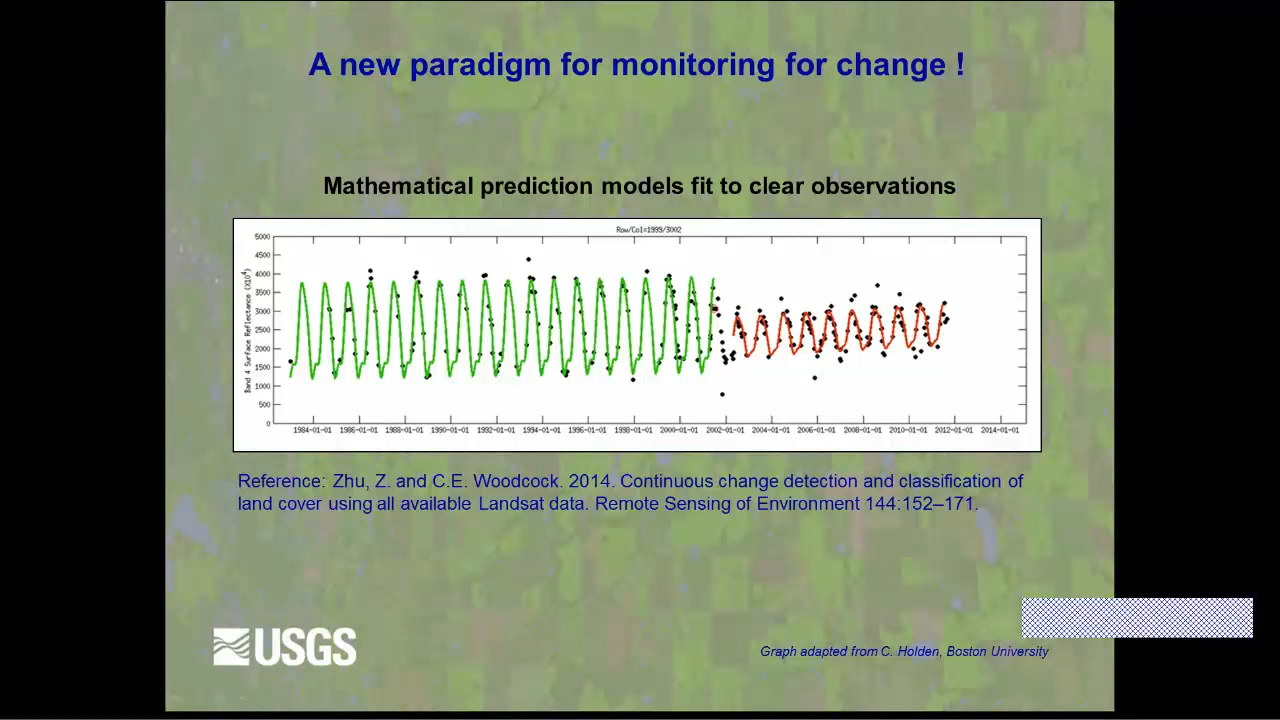 A new paradigm for monitoring for change !
Mathematical prediction models fit to clear observations
Row/Col=1999/3002
Band 4 Surface Reflectance (X10^4)
5000
4500
4000
3500
3000
2500
2000
1500
1000
500
0
1984-01-01 1986-01-01 1988-01-01 1990-01-01 1992-01-01 1994-01-01 1996-01-01 1998-01-01 2000-01-01 2002-01-01 2004-01-01 2006-01-01 2008-01-01 2010-01-01 2012-01-01 2014-01-01
Reference: Zhu, Z. and C.E. Woodcock. 2014. Continuous change detection and classification of
land cover using all available Landsat data. Remote Sensing of Environment 144:152–171.
USGS
Graph adapted from C. Holden, Boston University